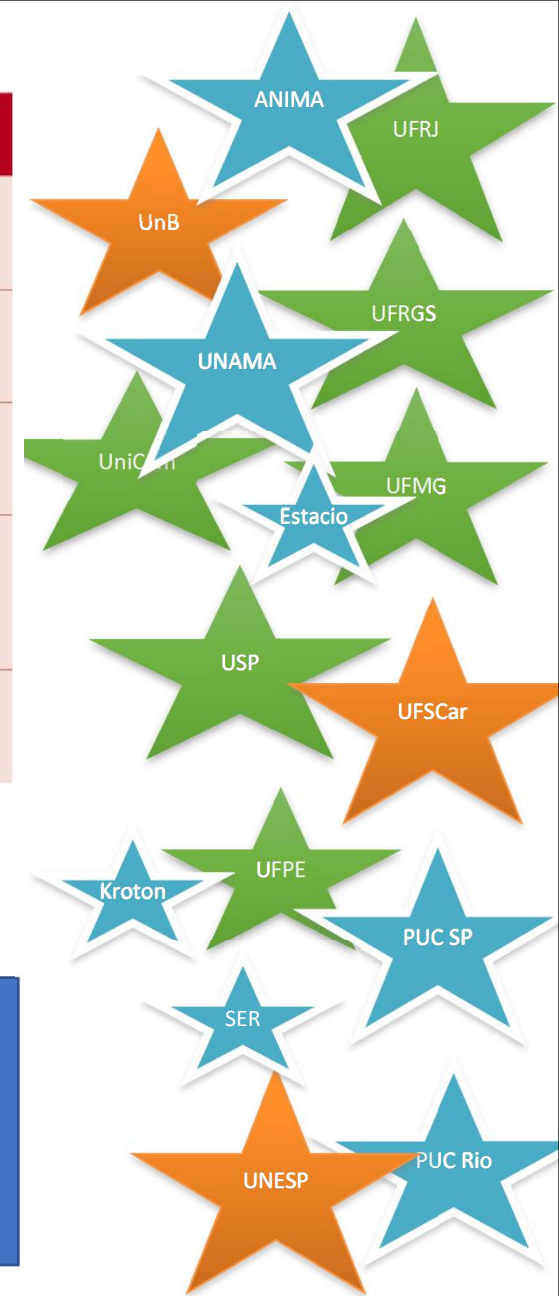 ANIMA
UFRJ
UnB
UFRGS
UNAMA
UFMG
Estacio
USP
UFSCar
UFPE
Kroton
PUC SP
SER
PUC Rio
UNESP